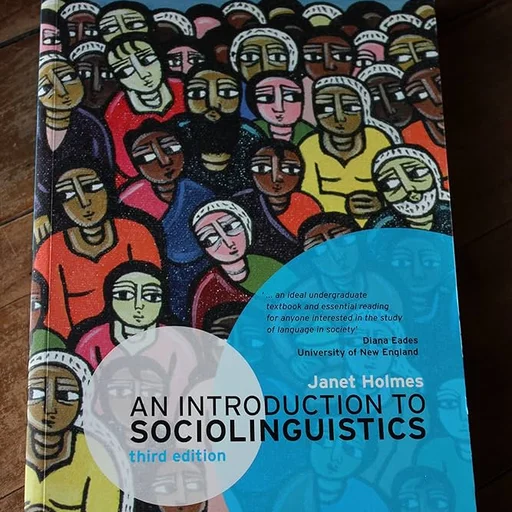 '... an ideal undergraduate
textbook and essential reading
for anyone interested in the study
of language in society'
Diana Eades
University of New England
Janet Holmes
AN INTRODUCTION TO
SOCIOLINGUISTICS
third edition